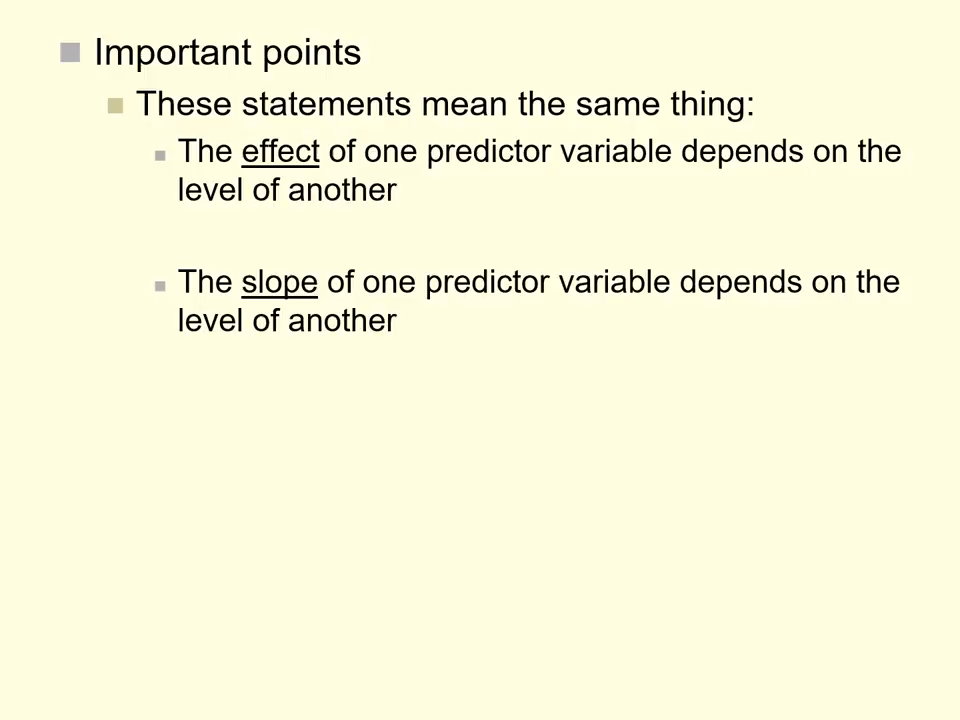 Important points
These statements mean the same thing:
The effect of one predictor variable depends on the
level of another
The slope of one predictor variable depends on the
level of another